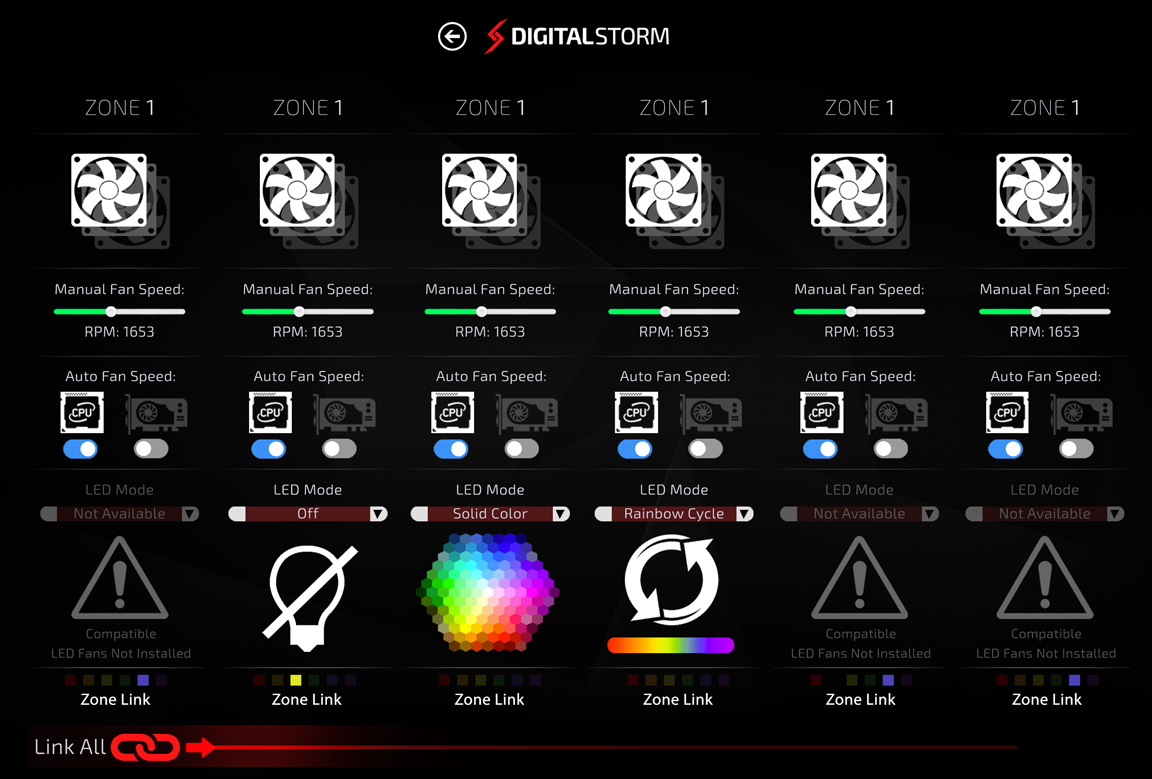 DIGITALSTORM
ZONE 1 ZONE 1 ZONE 1 ZONE 1 ZONE 1 ZONE 1
Manual Fan Speed: Manual Fan Speed: Manual Fan Speed: Manual Fan Speed: Manual Fan Speed: Manual Fan Speed:
RPM: 1653 RPM: 1653 RPM: 1653 RPM: 1653 RPM: 1653 RPM: 1653
Auto Fan Speed: Auto Fan Speed: Auto Fan Speed: Auto Fan Speed: Auto Fan Speed: Auto Fan Speed:
CPU CPU CPU CPU CPU CPU
LED Mode LED Mode LED Mode LED Mode LED Mode LED Mode
Not Available Off Solid Color Rainbow Cycle Not Available Not Available
Compatible Compatible Compatible
LED Fans Not Installed LED Fans Not Installed LED Fans Not Installed
Zone Link Zone Link Zone Link Zone Link Zone Link Zone Link
Link All